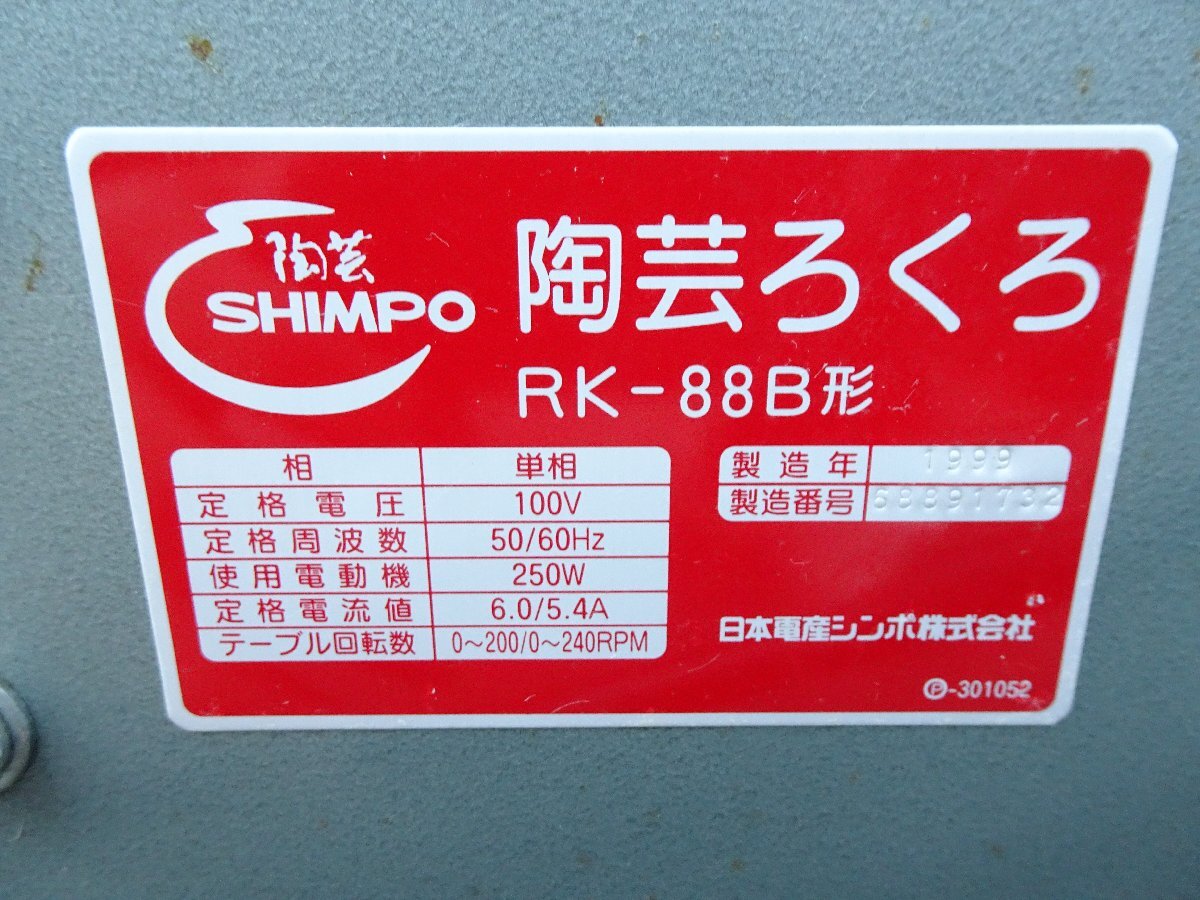 陶芸
SHIMPO
陶芸ろくろ
RK-88B形
相 単相
定格電圧 100V
定格周波数 50/60Hz
使用電動機 250W
定格電流値 6.0/5.4A
テーブル回転数 0〜200/0〜240RPM
製造年 1999
製造番号 68891732
日本電産シンポ株式会社
Ⓟ-301052